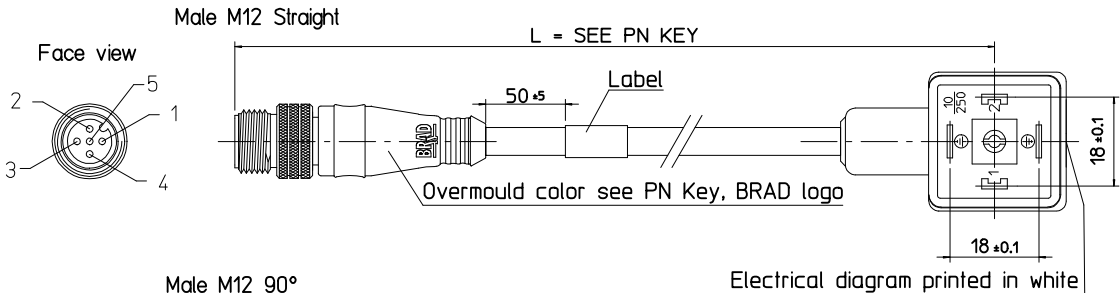 Male M12 Straight
L = SEE PN KEY
Face view
5
2
1
3
4
50 ±5
Label
BRAD
Overmould color see PN Key, BRAD logo
10
250
2
1
18 ±0.1
18 ±0.1
Male M12 90°
Electrical diagram printed in white